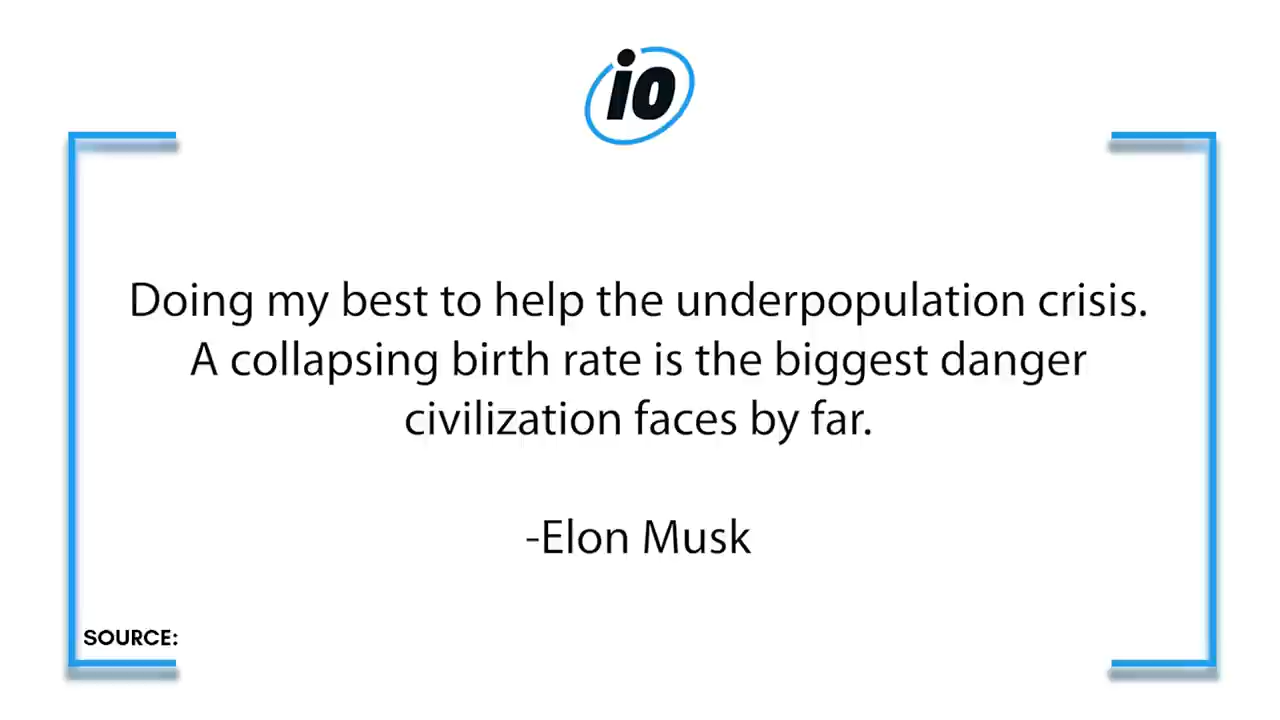 io
Doing my best to help the underpopulation crisis.
A collapsing birth rate is the biggest danger
civilization faces by far.
-Elon Musk
SOURCE: